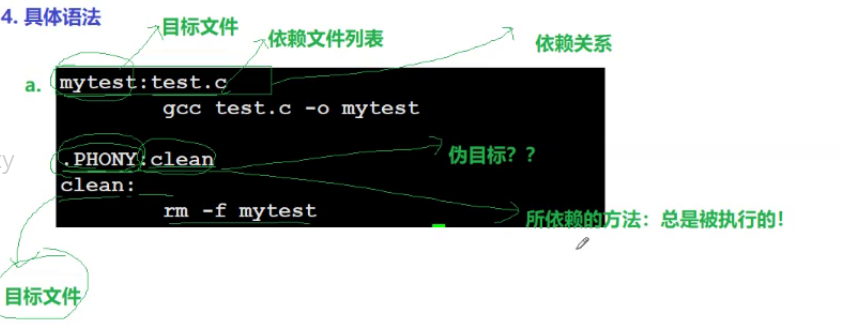 4. 具体语法
目标文件
依赖文件列表
依赖关系
a.
mytest:test.c
gcc test.c -o mytest
.PHONY:clean
伪目标？？
clean:
rm -f mytest
所依赖的方法：总是被执行的！
目标文件